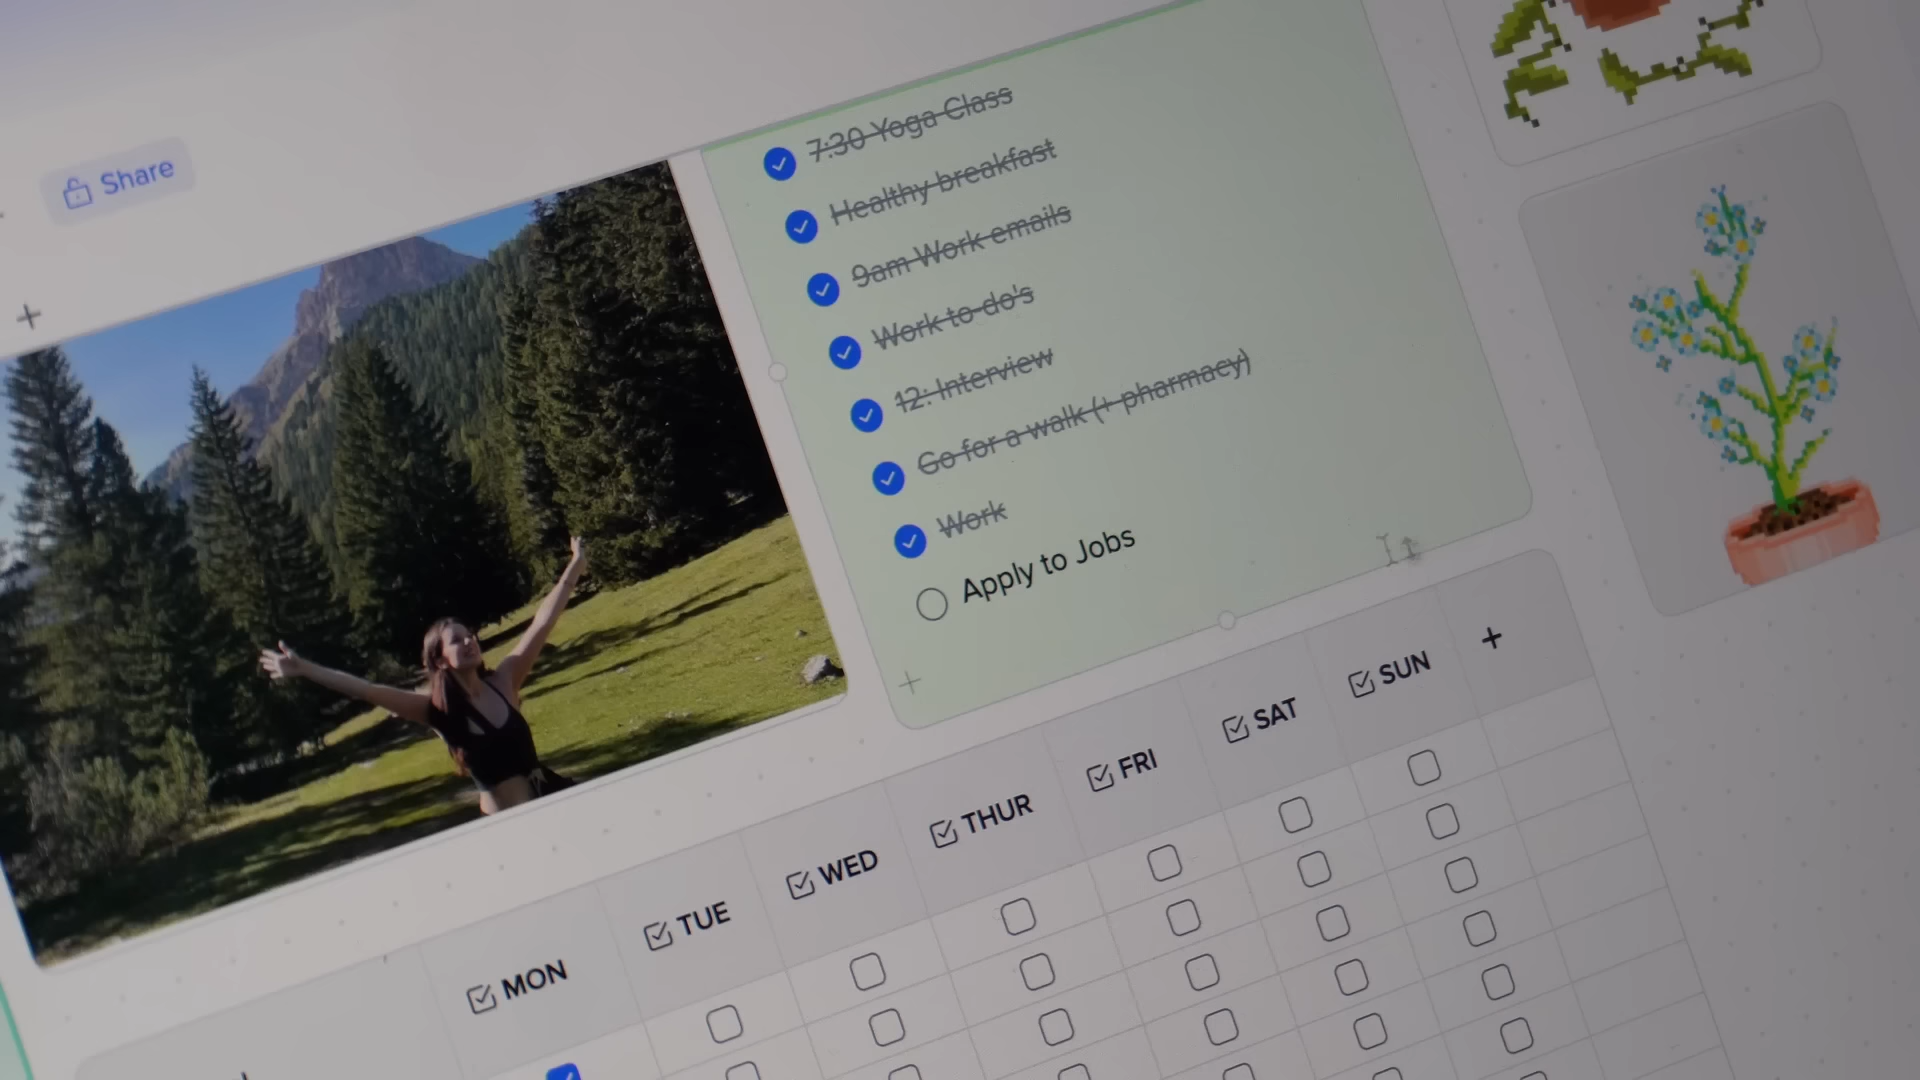 Share
7:30 Yoga Class
Healthy breakfast
9am Work emails
Work to-do's
12: Interview
Go for a walk (+ pharmacy)
Work
Apply to Jobs
MON TUE WED THUR FRI SAT SUN